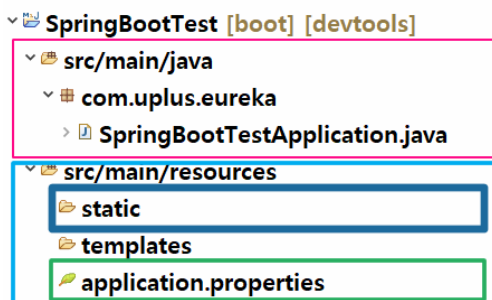 SpringBootTest [boot] [devtools]
src/main/java
com.uplus.eureka
SpringBootTestApplication.java
src/main/resources
static
templates
application.properties